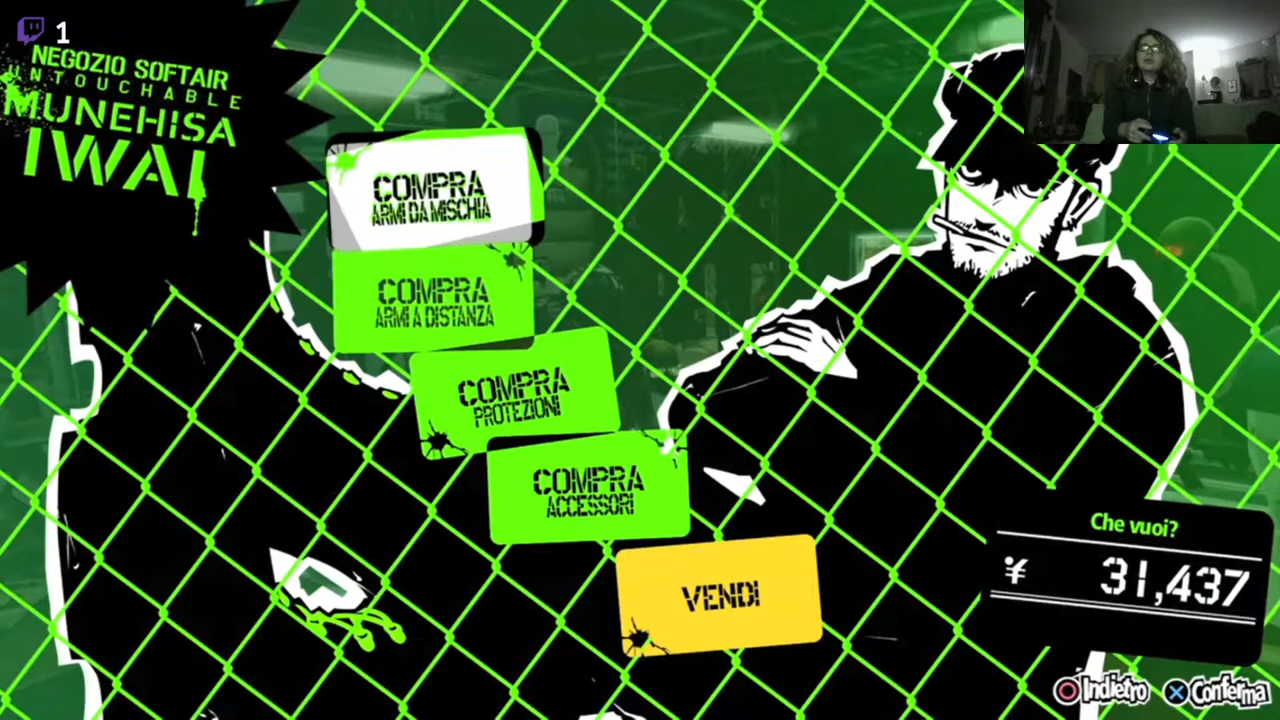 1
NEGOZIO SOFTAIR
UNTOUCHABLE
MUNEHISA
IWAI
COMPRA
ARMI DA MISCHIA
COMPRA
ARMI A DISTANZA
COMPRA
PROTEZIONI
COMPRA
ACCESSORI
VENDI
Che vuoi?
¥ 31,437
Indietro Conferma